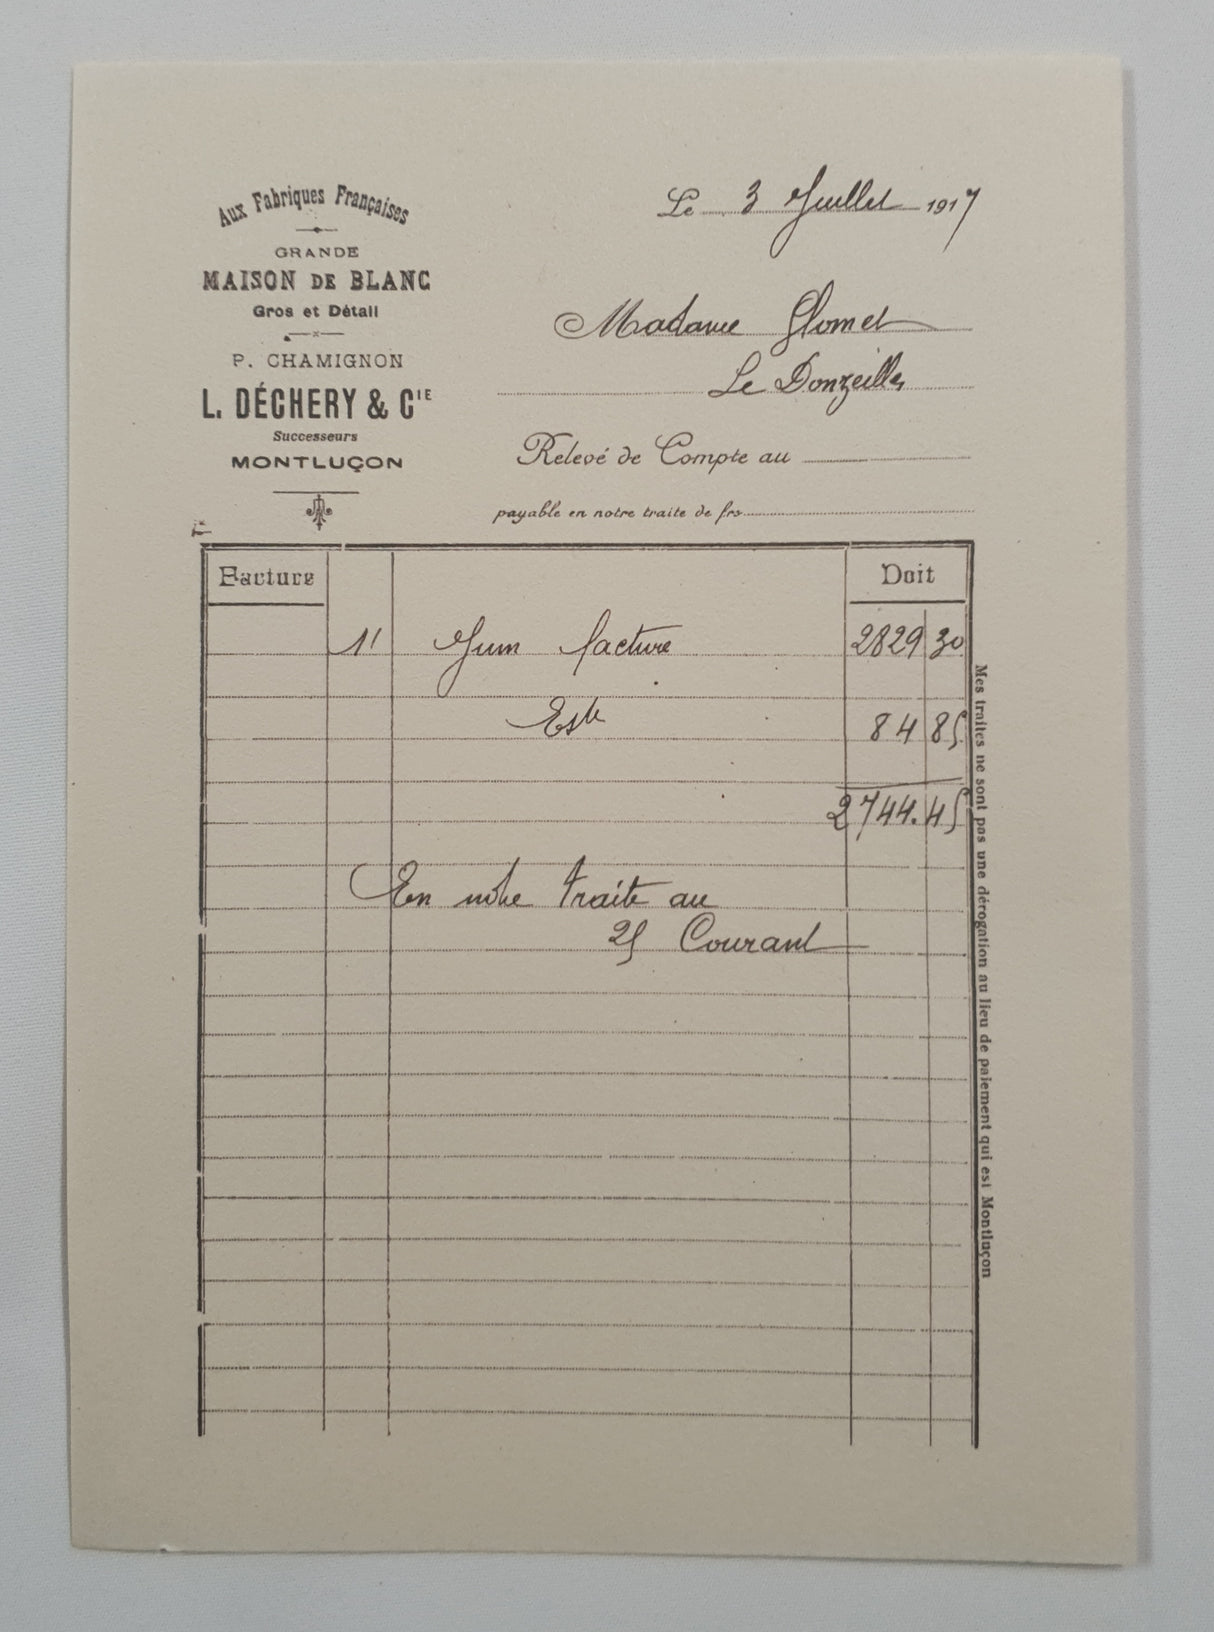 Aux Fabriques Françaises
GRANDE
MAISON DE BLANC
Gros et Détail
P. CHAMIGNON
L. DÉCHERY & CIE
Successeurs
MONTLUÇON
Le 3 Juillet 1917
Madame Glomet
Le Donzeille
Relevé de Compte au
payable en notre traite de frs
Facture Doit
Juin facture 2829 30
84 85
2744.45
En notre traite au
25 Courant
Mes traites ne sont pas une dérogation au lieu de paiement qui est Montluçon